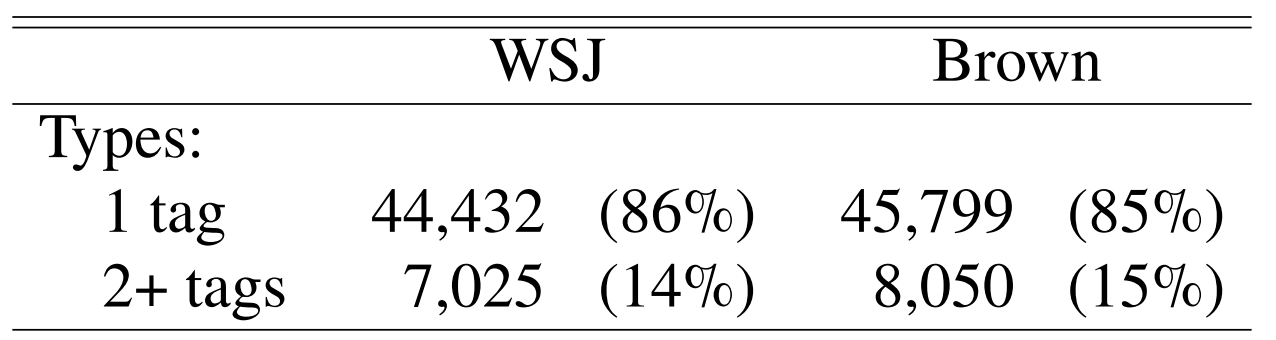 WSJ Brown
Types:
1 tag 44,432 (86%) 45,799 (85%)
2+ tags 7,025 (14%) 8,050 (15%)